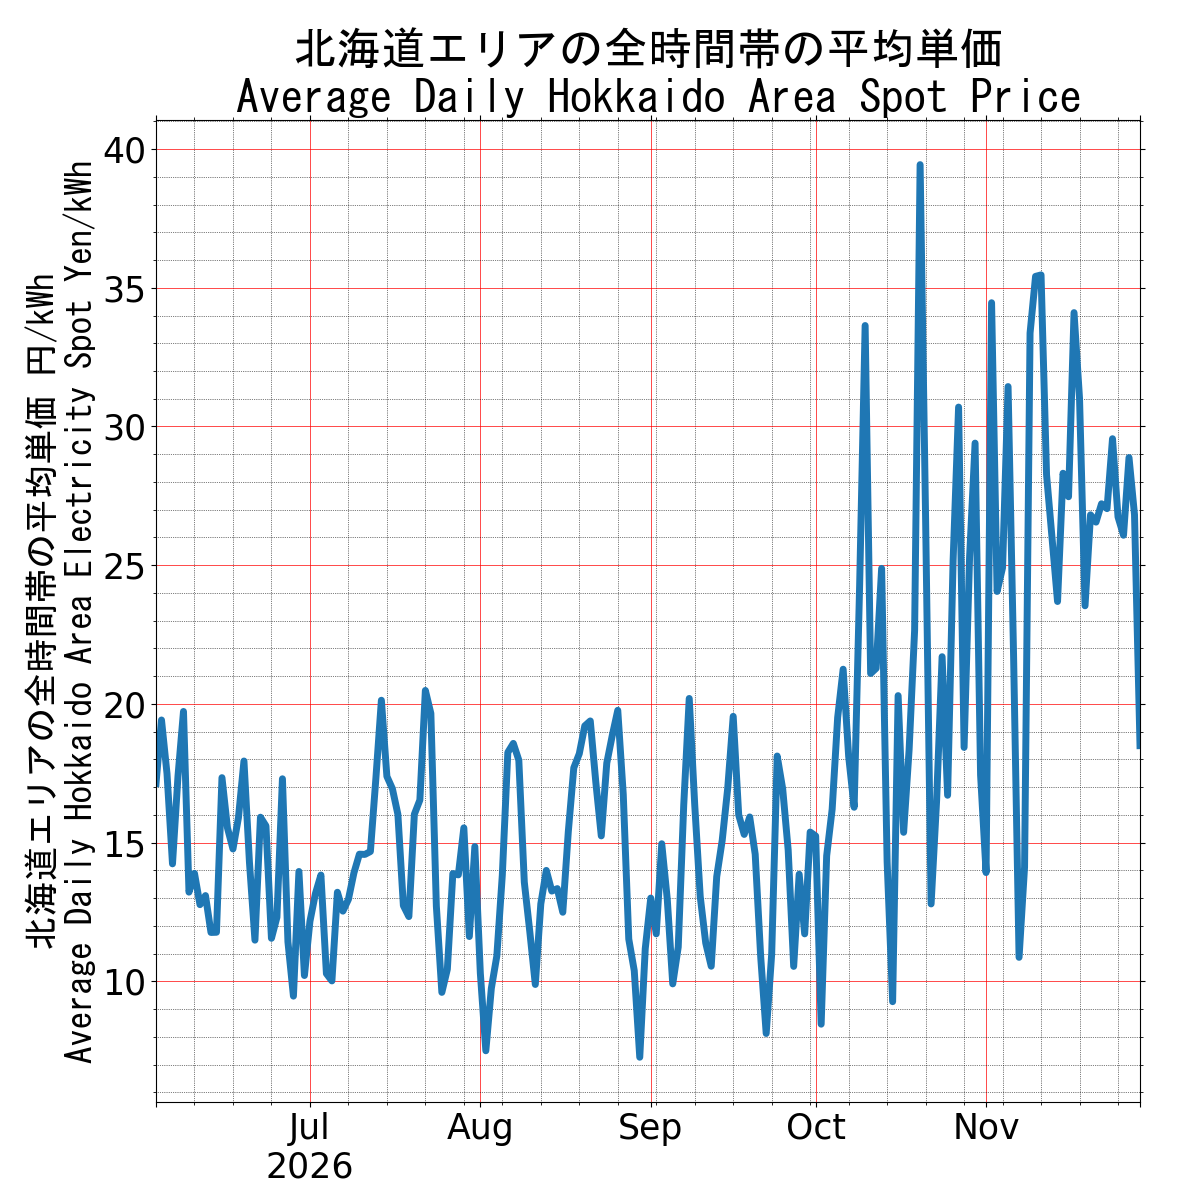 北海道エリアの全時間帯の平均単価
Average Daily Hokkaido Area Spot Price
北海道エリアの全時間帯の平均単価 円/kWh
Average Daily Hokkaido Area Electricity Spot Yen/kWh
40
35
30
25
20
15
10
Jul
2026
Aug
Sep
Oct
Nov